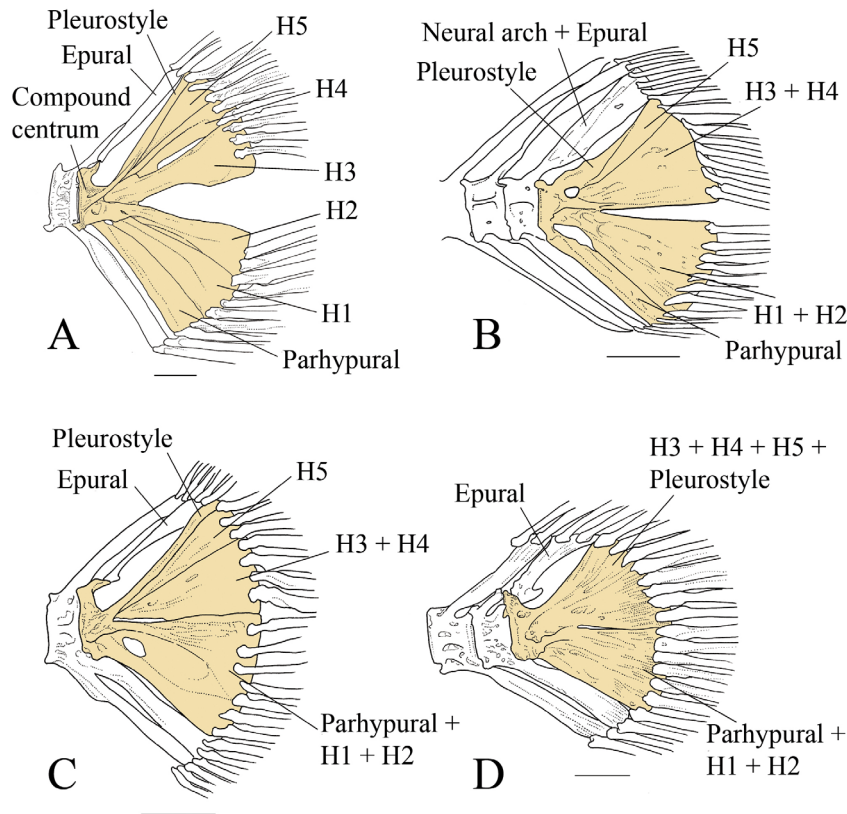 Pleurostyle
Epural
Compound
centrum
H5
H4
H3
H2
H1
Parhypural
A
Neural arch + Epural
Pleurostyle
H5
H3 + H4
H1 + H2
Parhypural
B
Pleurostyle
Epural
H5
H3 + H4
Parhypural +
H1 + H2
C
H3 + H4 + H5 +
Pleurostyle
Epural
Parhypural +
H1 + H2
D